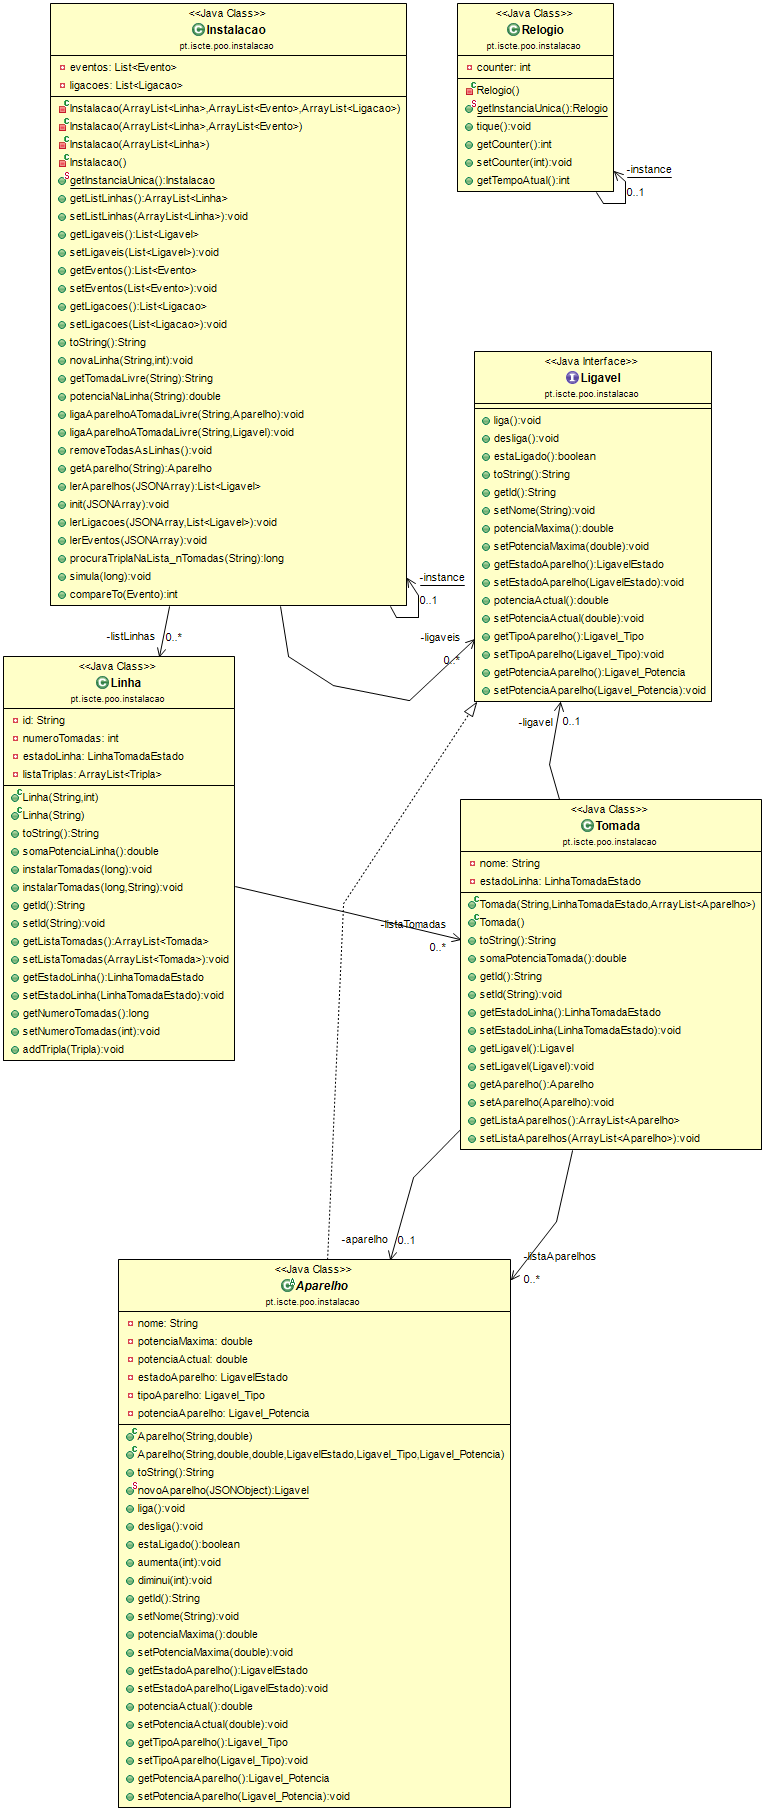 <<Java Class>>
Instalacao
pt.iscte.poo.instalacao
eventos: List<Evento>
ligacoes: List<Ligacao>
Instalacao(ArrayList<Linha>,ArrayList<Evento>,ArrayList<Ligacao>)
Instalacao(ArrayList<Linha>,ArrayList<Evento>)
Instalacao(ArrayList<Linha>)
Instalacao()
getInstanciaUnica():Instalacao
getListLinhas():ArrayList<Linha>
setListLinhas(ArrayList<Linha>):void
getLigaveis():List<Ligavel>
setLigaveis(List<Ligavel>):void
getEventos():List<Evento>
setEventos(List<Evento>):void
getLigacoes():List<Ligacao>
setLigacoes(List<Ligacao>):void
toString():String
novaLinha(String,int):void
getTomadaLivre(String):String
potenciaNaLinha(String):double
ligaAparelhoATomadaLivre(String,Aparelho):void
ligaAparelhoATomadaLivre(String,Ligavel):void
removeTodasAsLinhas():void
getAparelho(String):Aparelho
lerAparelhos(JSONArray):List<Ligavel>
init(JSONArray):void
lerLigacoes(JSONArray,List<Ligavel>):void
lerEventos(JSONArray):void
procuraTriplaNaLista_nTomadas(String):long
simula(long):void
compareTo(Evento):int
<<Java Class>>
Relogio
pt.iscte.poo.instalacao
counter: int
Relogio()
getInstanciaUnica():Relogio
tique():void
getCounter():int
setCounter(int):void
getTempoAtual():int
-instance
0..1
<<Java Interface>>
Ligavel
pt.iscte.poo.instalacao
liga():void
desliga():void
estaLigado():boolean
toString():String
getId():String
setNome(String):void
potenciaMaxima():double
setPotenciaMaxima(double):void
getEstadoAparelho():LigavelEstado
setEstadoAparelho(LigavelEstado):void
potenciaActual():double
setPotenciaActual(double):void
getTipoAparelho():Ligavel_Tipo
setTipoAparelho(Ligavel_Tipo):void
getPotenciaAparelho():Ligavel_Potencia
setPotenciaAparelho(Ligavel_Potencia):void
-instance
0..1
-listLinhas
0..*
-ligaveis
0..*
<<Java Class>>
Linha
pt.iscte.poo.instalacao
id: String
numeroTomadas: int
estadoLinha: LinhaTomadaEstado
listaTriplas: ArrayList<Tripla>
Linha(String,int)
Linha(String)
toString():String
somaPotenciaLinha():double
instalarTomadas(long):void
instalarTomadas(long,String):void
getId():String
setId(String):void
getListaTomadas():ArrayList<Tomada>
setListaTomadas(ArrayList<Tomada>):void
getEstadoLinha():LinhaTomadaEstado
setEstadoLinha(LinhaTomadaEstado):void
getNumeroTomadas():long
setNumeroTomadas(int):void
addTripla(Tripla):void
-ligavel
0..1
-listaTomadas
0..*
<<Java Class>>
Tomada
pt.iscte.poo.instalacao
nome: String
estadoLinha: LinhaTomadaEstado
Tomada(String,LinhaTomadaEstado,ArrayList<Aparelho>)
Tomada()
toString():String
somaPotenciaTomada():double
getId():String
setId(String):void
getEstadoLinha():LinhaTomadaEstado
setEstadoLinha(LinhaTomadaEstado):void
getLigavel():Ligavel
setLigavel(Ligavel):void
getAparelho():Aparelho
setAparelho(Aparelho):void
getListaAparelhos():ArrayList<Aparelho>
setListaAparelhos(ArrayList<Aparelho>):void
-aparelho
0..1
-listaAparelhos
0..*
<<Java Class>>
Aparelho
pt.iscte.poo.instalacao
nome: String
potenciaMaxima: double
potenciaActual: double
estadoAparelho: LigavelEstado
tipoAparelho: Ligavel_Tipo
potenciaAparelho: Ligavel_Potencia
Aparelho(String,double)
Aparelho(String,double,double,LigavelEstado,Ligavel_Tipo,Ligavel_Potencia)
toString():String
novoAparelho(JSONObject):Ligavel
liga():void
desliga():void
estaLigado():boolean
aumenta(int):void
diminui(int):void
getId():String
setNome(String):void
potenciaMaxima():double
setPotenciaMaxima(double):void
getEstadoAparelho():LigavelEstado
setEstadoAparelho(LigavelEstado):void
potenciaActual():double
setPotenciaActual(double):void
getTipoAparelho():Ligavel_Tipo
setTipoAparelho(Ligavel_Tipo):void
getPotenciaAparelho():Ligavel_Potencia
setPotenciaAparelho(Ligavel_Potencia):void